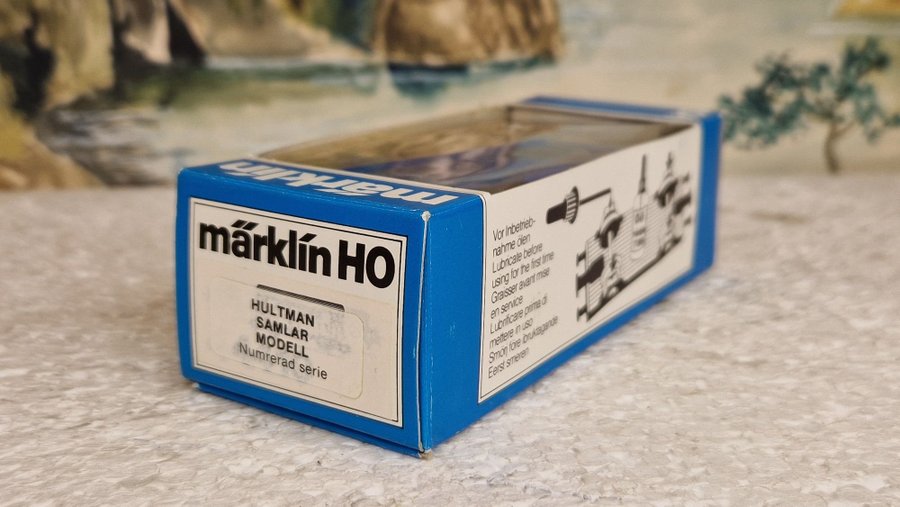 märklin
märklin
märklin HO
HULTMAN
SAMLAR
MODELL
Numrerad serie
Vor Inbetrieb-
nahme ölen
Lubricate before
using for the first time
Graisser avant mise
en service
Lubrificare prima di
mettere in uso
Smörj före ibruktagande
Eerst smeren